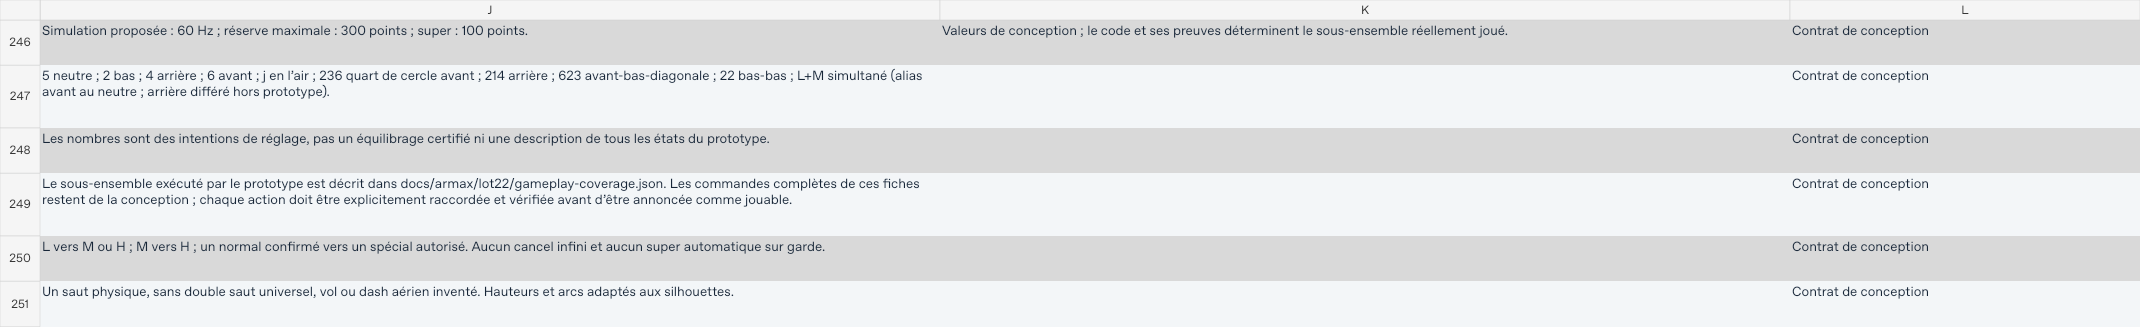 J
K
L
246
Simulation proposée : 60 Hz ; réserve maximale : 300 points ; super : 100 points.
Valeurs de conception ; le code et ses preuves déterminent le sous-ensemble réellement joué.
Contrat de conception
247
5 neutre ; 2 bas ; 4 arrière ; 6 avant ; j en l’air ; 236 quart de cercle avant ; 214 arrière ; 623 avant-bas-diagonale ; 22 bas-bas ; L+M simultané (alias
avant au neutre ; arrière différé hors prototype).
Contrat de conception
248
Les nombres sont des intentions de réglage, pas un équilibrage certifié ni une description de tous les états du prototype.
Contrat de conception
249
Le sous-ensemble exécuté par le prototype est décrit dans docs/armax/lot22/gameplay-coverage.json. Les commandes complètes de ces fiches
restent de la conception ; chaque action doit être explicitement raccordée et vérifiée avant d’être annoncée comme jouable.
Contrat de conception
250
L vers M ou H ; M vers H ; un normal confirmé vers un spécial autorisé. Aucun cancel infini et aucun super automatique sur garde.
Contrat de conception
251
Un saut physique, sans double saut universel, vol ou dash aérien inventé. Hauteurs et arcs adaptés aux silhouettes.
Contrat de conception